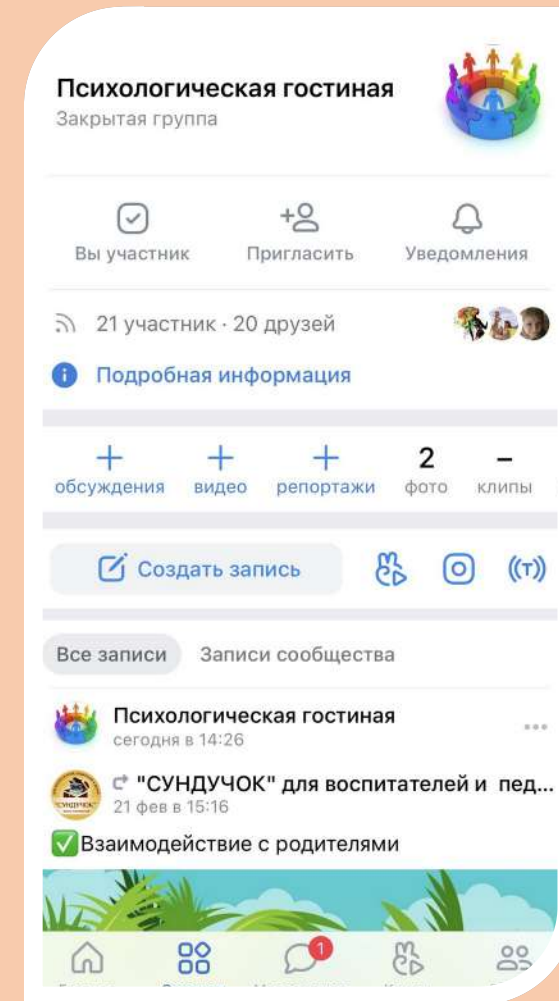 Психологическая гостиная
Закрытая группа
Вы участник Пригласить Уведомления
21 участник · 20 друзей
Подробная информация
2 –
обсуждения видео репортажи фото клипы
Создать запись ((T))
Все записи Записи сообщества
Психологическая гостиная
сегодня в 14:26
"СУНДУЧОК" для воспитателей и пед...
21 фев в 15:16
✅Взаимодействие с родителями
1